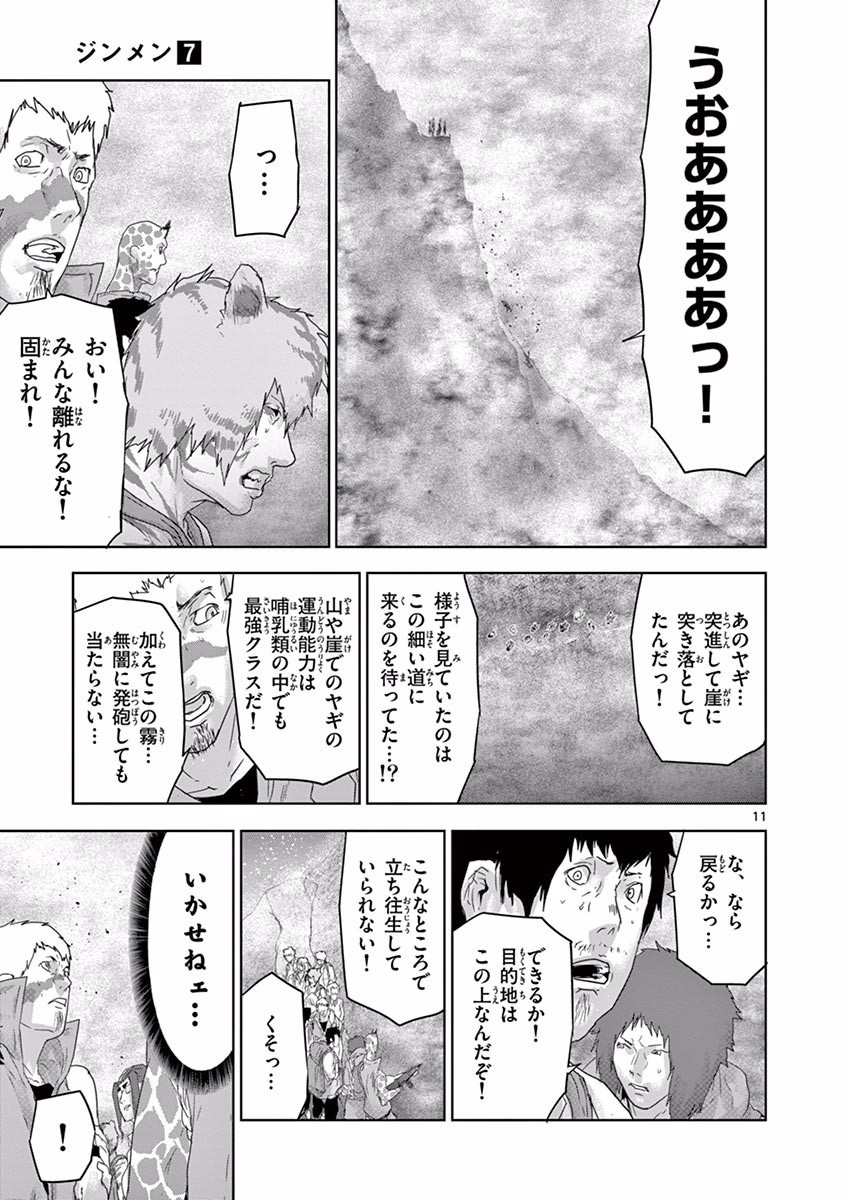 ジンメン7
うおああああっ！
っ…
おい！
みんな離れるな！
固まれ！
あのヤギ…
突進して崖に
突き落として
たんだっ！
様子を見ていたのは
この細い道に
来るのを待ってた…!?
山や崖でのヤギの
運動能力は
哺乳類の中でも
最強クラスだ！
加えてこの霧…
無闇に発砲しても
当たらない…
11
な、なら
戻るかっ…
できるか！
目的地は
この上なんだぞ！
こんなところで
立ち往生して
いられない！
くそっ…
いかせねェ…
！